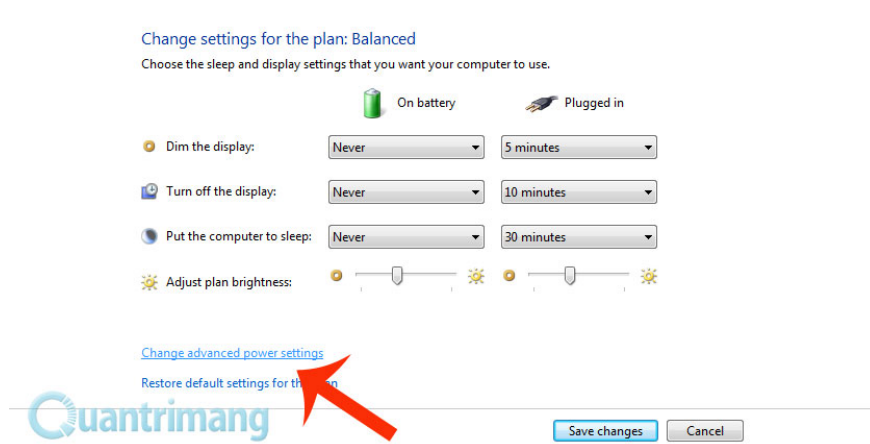 Change settings for the plan: Balanced
Choose the sleep and display settings that you want your computer to use.
On battery Plugged in
Dim the display: Never 5 minutes
Turn off the display: Never 10 minutes
Put the computer to sleep: Never 30 minutes
Adjust plan brightness:
Change advanced power settings
Restore default settings for
Quantrimang
Save changes Cancel